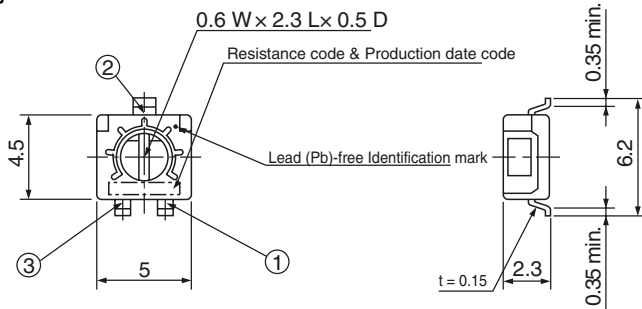 0.6 W × 2.3 L× 0.5 D
Resistance code & Production date code
2
4.5
Lead (Pb)-free Identification mark
3
1
5
0.35 min.
6.2
t = 0.15
2.3
0.35 min.